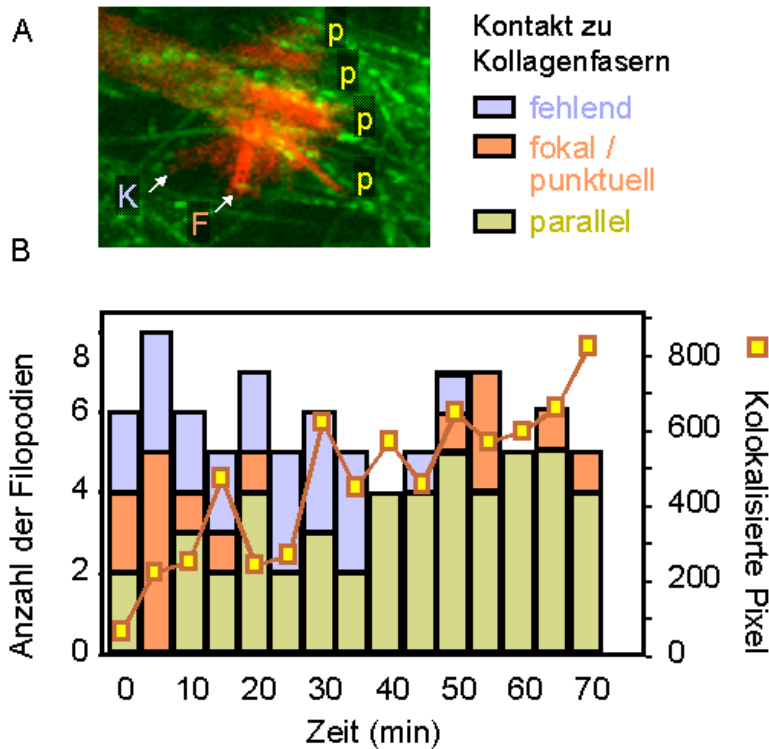 A
p
p
p
p
K
F
Kontakt zu
Kollagenfasern
fehlend
fokal /
punktuell
parallel
B
Anzahl der Filopodien
8
6
4
2
0
800
600
400
200
0
Kolokalisierte Pixel
0 10 20 30 40 50 60 70
Zeit (min)